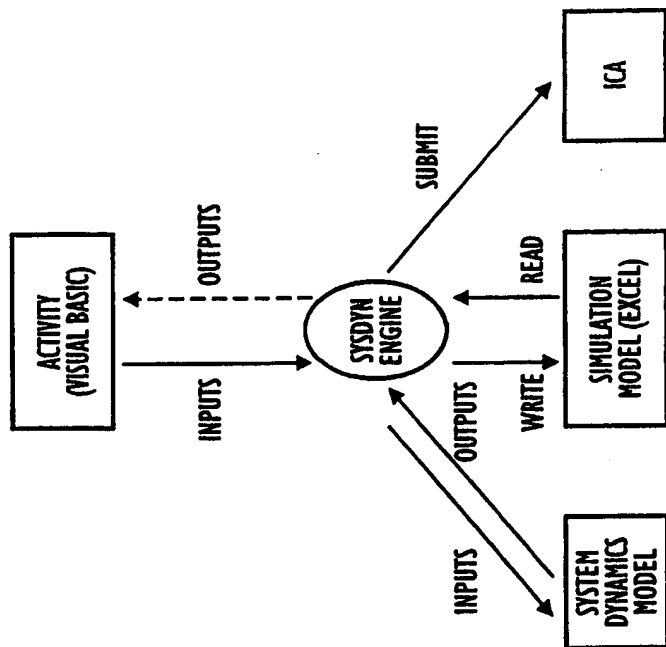 ACTIVITY
(VISUAL BASIC)
INPUTS
OUTPUTS
SYSDYN
ENGINE
SUBMIT
INPUTS
OUTPUTS
WRITE
READ
SYSTEM
DYNAMICS
MODEL
SIMULATION
MODEL (EXCEL)
ICA